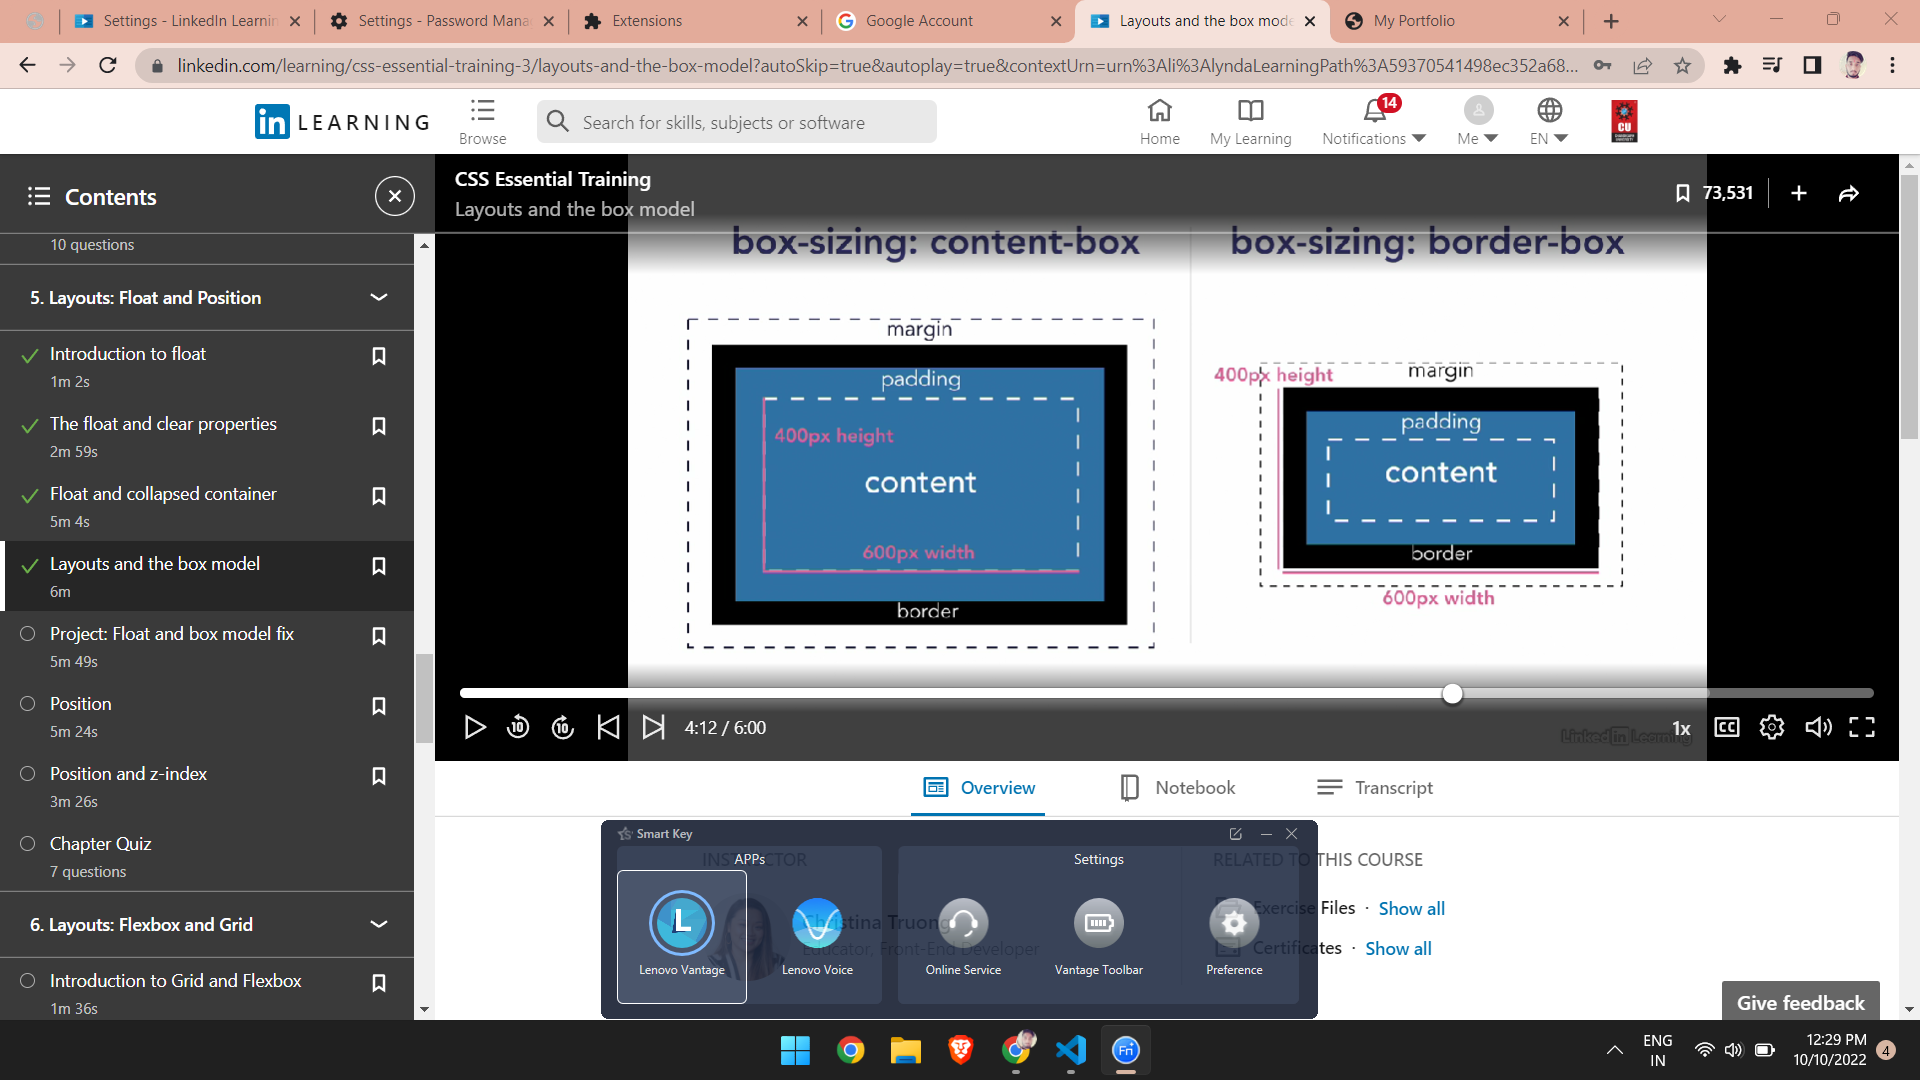 Settings - LinkedIn Learnin
Settings - Password Mana
Extensions
Google Account
Layouts and the box mode
My Portfolio
linkedin.com/learning/css-essential-training-3/layouts-and-the-box-model?autoSkip=true&autoplay=true&contextUrn=urn%3Ali%3AlyndaLearningPath%3A59370541498ec352a68...
in LEARNING
Browse
Search for skills, subjects or software
Home
My Learning
14
Notifications
Me
EN
CU
Contents
10 questions
5. Layouts: Float and Position
Introduction to float
1m 2s
The float and clear properties
2m 59s
Float and collapsed container
5m 4s
Layouts and the box model
6m
Project: Float and box model fix
5m 49s
Position
5m 24s
Position and z-index
3m 26s
Chapter Quiz
7 questions
6. Layouts: Flexbox and Grid
Introduction to Grid and Flexbox
1m 36s
CSS Essential Training
Layouts and the box model
73,531
box-sizing: content-box
margin
padding
400px height
content
600px width
border
box-sizing: border-box
400px height
margin
padding
content
border
600px width
10
10
4:12 / 6:00
LinkedIn Learning
1x
CC
Overview
Notebook
Transcript
Smart Key
APPs
Settings
INSTRUCTOR
RELATED TO THIS COURSE
L
Lenovo Vantage
Lenovo Voice
Online Service
Vantage Toolbar
Preference
Christina Truong
Educator, Front-End Developer
Exercise Files · Show all
Certificates · Show all
Give feedback
Fn
ENG
IN
12:29 PM
10/10/2022
4